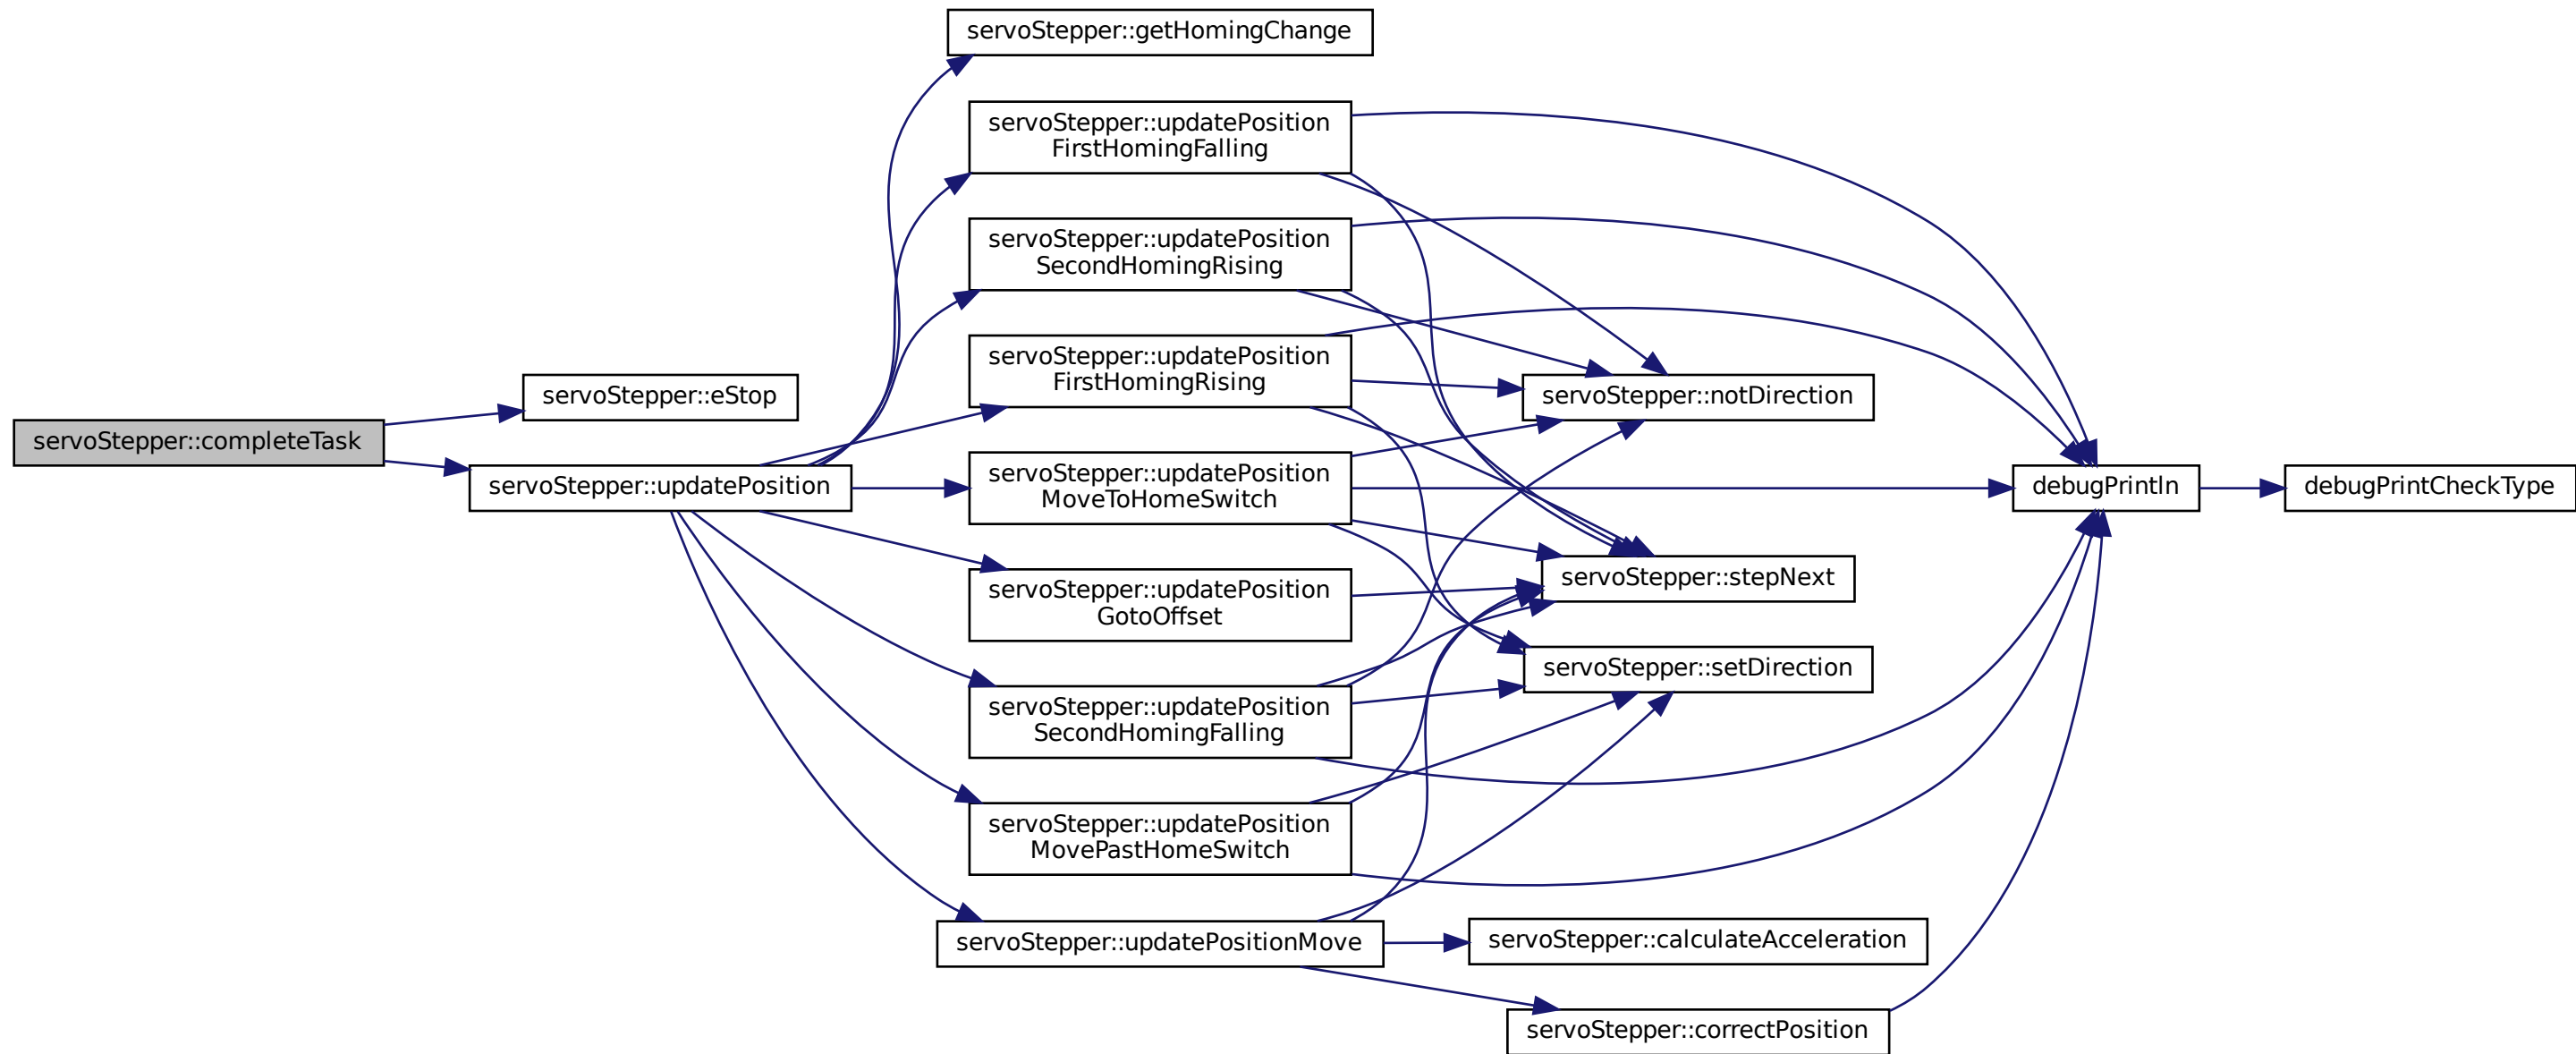 servoStepper::completeTask
servoStepper::eStop
servoStepper::updatePosition
servoStepper::getHomingChange
servoStepper::updatePosition
FirstHomingFalling
servoStepper::updatePosition
SecondHomingRising
servoStepper::updatePosition
FirstHomingRising
servoStepper::updatePosition
MoveToHomeSwitch
servoStepper::updatePosition
GotoOffset
servoStepper::updatePosition
SecondHomingFalling
servoStepper::updatePosition
MovePastHomeSwitch
servoStepper::updatePositionMove
servoStepper::notDirection
servoStepper::stepNext
servoStepper::setDirection
servoStepper::calculateAcceleration
servoStepper::correctPosition
debugPrintln
debugPrintCheckType